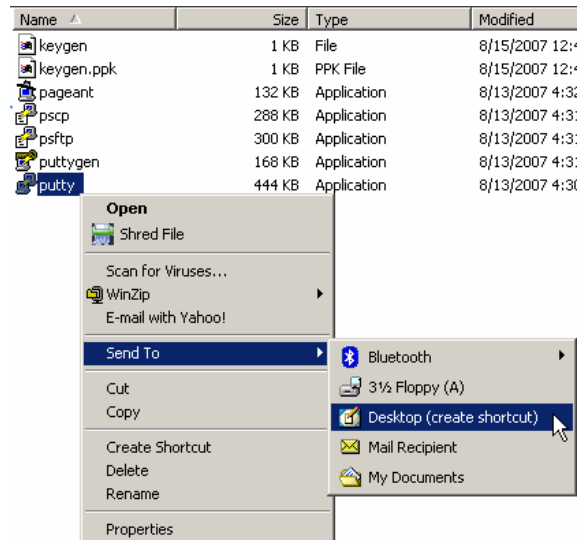 Name Size Type Modified
keygen 1 KB File 8/15/2007 12:4
keygen.ppk 1 KB PPK File 8/15/2007 12:4
pageant 132 KB Application 8/13/2007 4:32
pscp 288 KB Application 8/13/2007 4:31
psftp 300 KB Application 8/13/2007 4:31
puttygen 168 KB Application 8/13/2007 4:31
putty 444 KB Application 8/13/2007 4:30
Open
Shred File
Scan for Viruses...
WinZip
E-mail with Yahoo!
Send To
Cut
Copy
Create Shortcut
Delete
Rename
Properties
Bluetooth
3½ Floppy (A)
Desktop (create shortcut)
Mail Recipient
My Documents